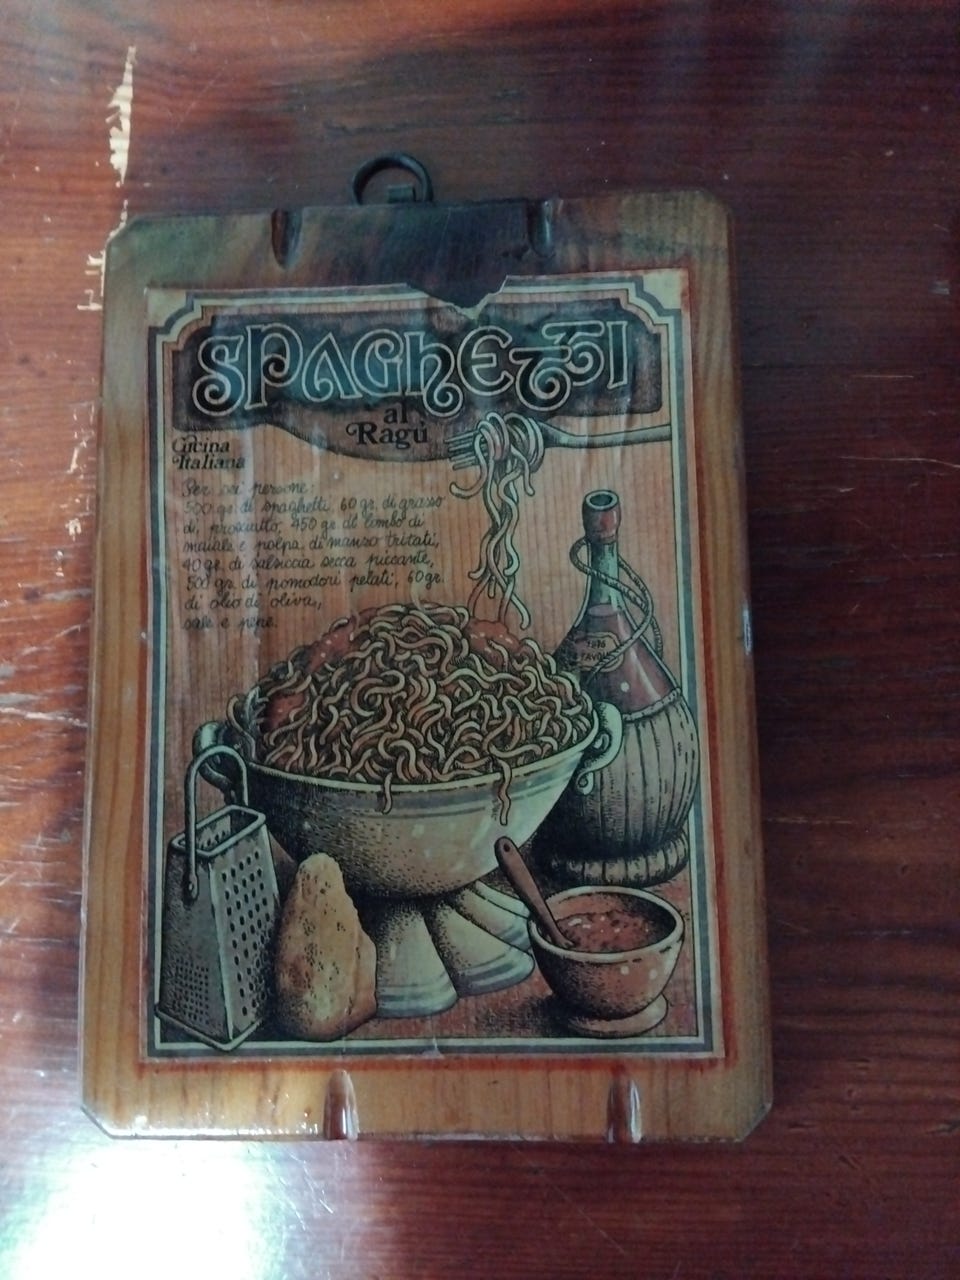 SPAGhETTI
al
Ragú
Cucina
Italiana
Per sei persone:
500 gr. di spaghetti, 60 gr. di grasso
di prosciutto, 450 gr. di lombo di
maiale e polpa di manzo tritati,
40 gr. di salsiccia secca piccante,
500 gr. di pomodori pelati, 60 gr.
di olio di oliva,
sale e pepe.
1976